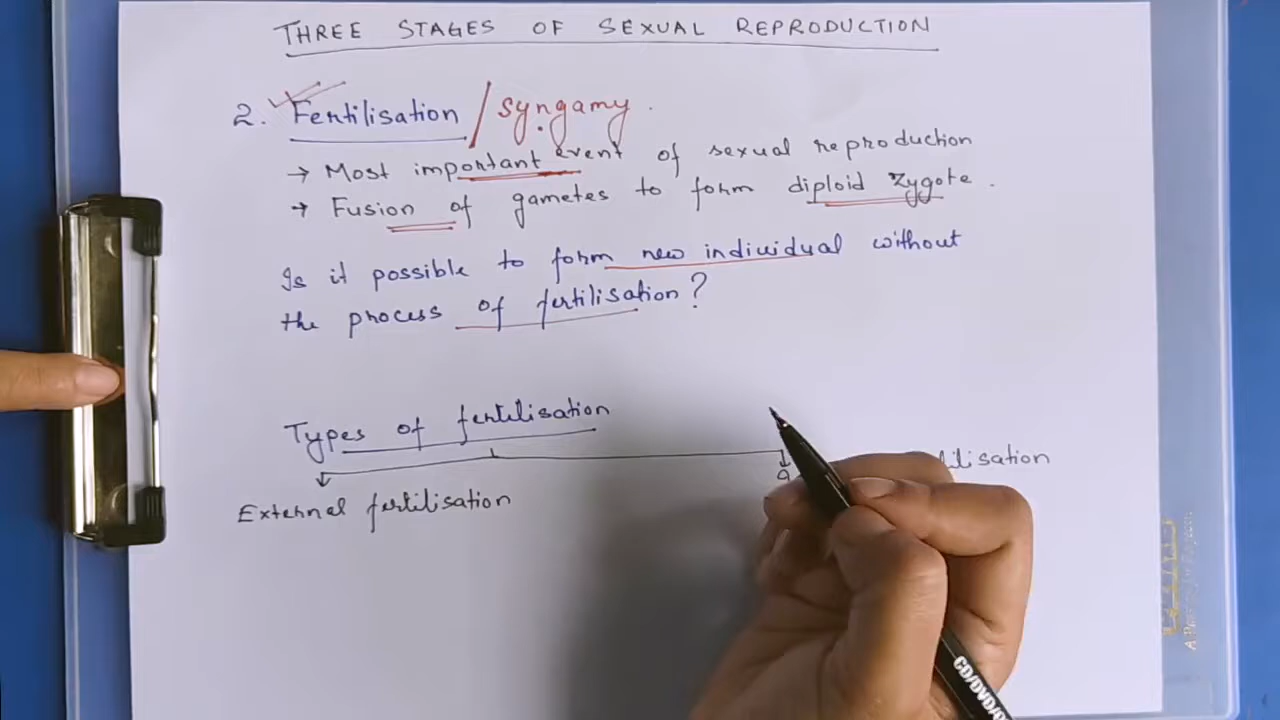 THREE STAGES OF SEXUAL REPRODUCTION
2. Fertilisation / Syngamy .
→ Most important event of sexual reproduction
→ Fusion of gametes to form diploid zygote .
Is it possible to form new individual without
the process of fertilisation ?
Types of fertilisation
External fertilisation
CD/DVD/